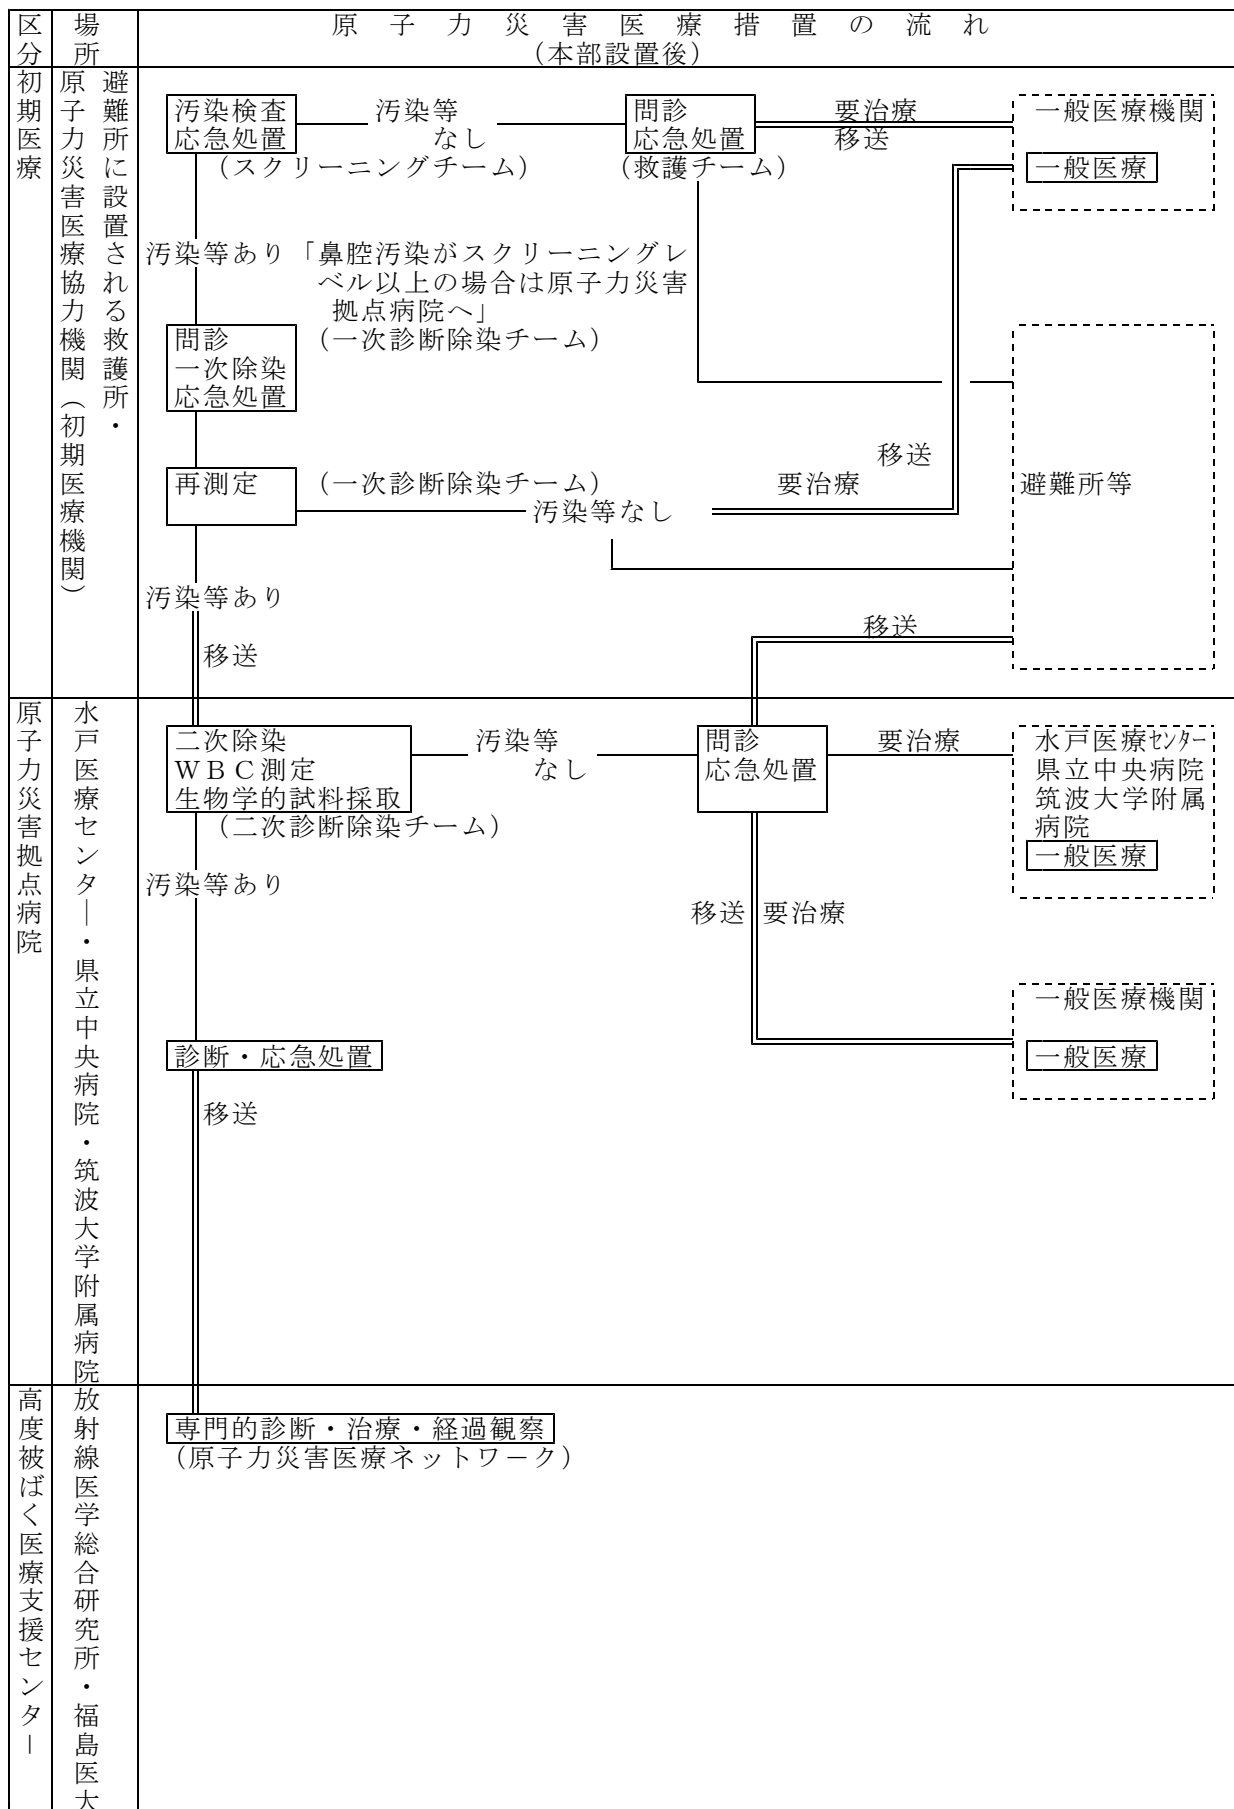 区分
場所
原子力災害医療措置の流れ
（本部設置後）
初期医療
避難所に設置される救護所・
原子力災害医療協力機関（初期医療機関）
汚染検査
応急処置
（スクリーニングチーム）
汚染等
なし
問診
応急処置
（救護チーム）
要治療
移送
一般医療機関
一般医療
汚染等あり
「鼻腔汚染がスクリーニングレ
ベル以上の場合は原子力災害
拠点病院へ」
問診
一次除染
応急処置
（一次診断除染チーム）
再測定
（一次診断除染チーム）
汚染等なし
要治療
移送
避難所等
汚染等あり
移送
移送
原子力災害拠点病院
水戸医療センター・県立中央病院・筑波大学附属病院
二次除染
ＷＢＣ測定
生物学的試料採取
（二次診断除染チーム）
汚染等
なし
問診
応急処置
要治療
水戸医療ｾﾝﾀｰ
県立中央病院
筑波大学附属
病院
一般医療
汚染等あり
移送
要治療
一般医療機関
一般医療
診断・応急処置
移送
高度被ばく医療支援センター
放射線医学総合研究所・福島医大
専門的診断・治療・経過観察
（原子力災害医療ネットワーク）